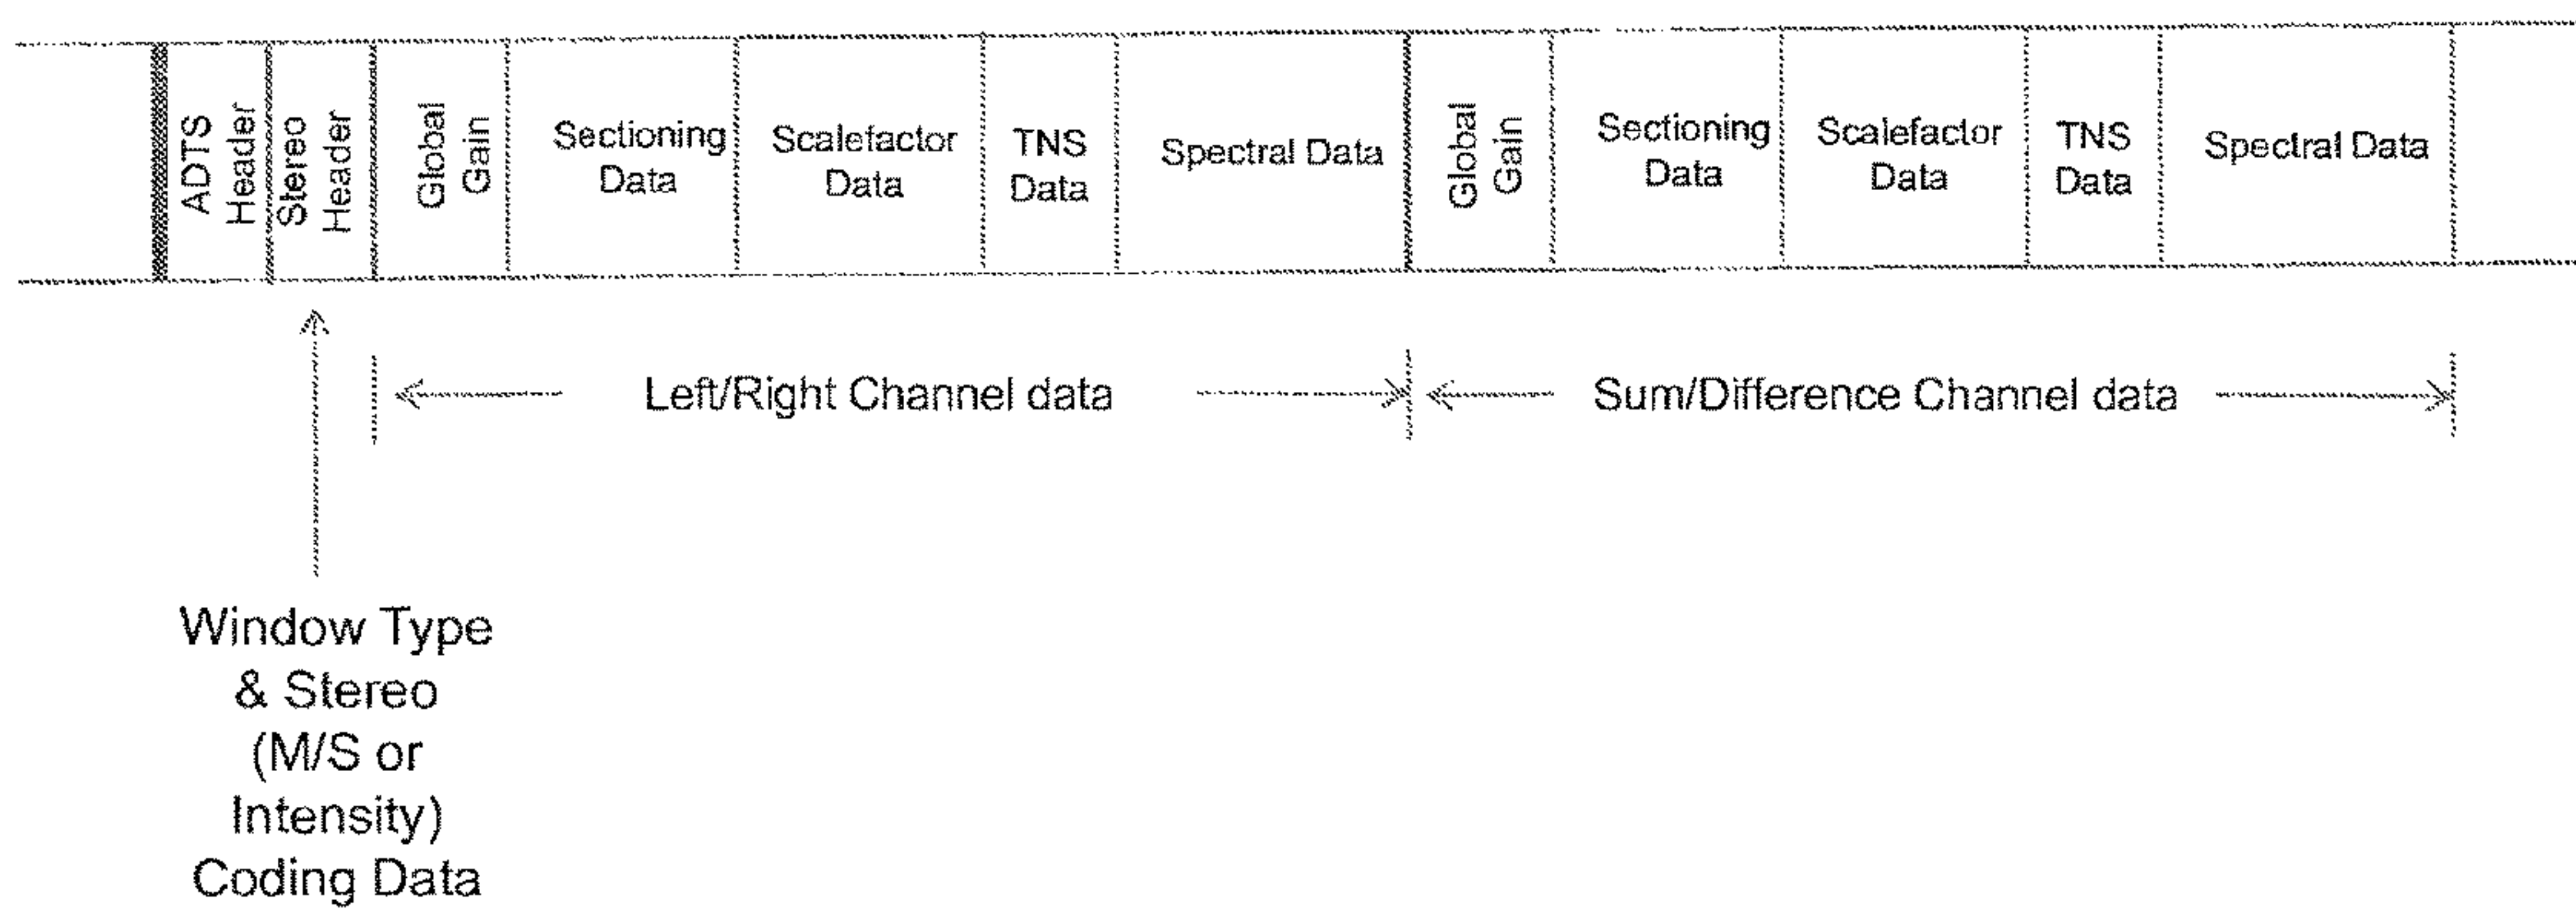 ADTS
Header
Stereo
Header
Global
Gain
Sectioning
Data
Scalefactor
Data
TNS
Data
Spectral Data
Global
Gain
Sectioning
Data
Scalefactor
Data
TNS
Data
Spectral Data
Left/Right Channel data
Sum/Difference Channel data
Window Type
& Stereo
(M/S or
Intensity)
Coding Data